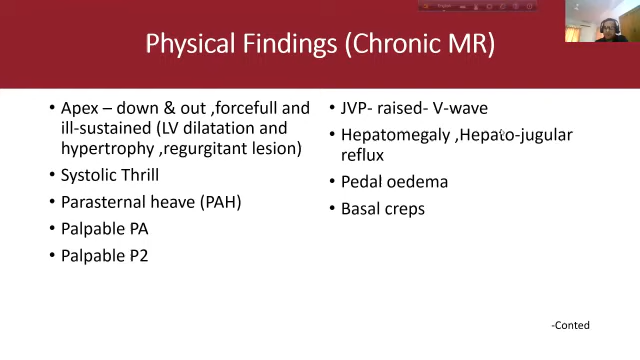 Physical Findings (Chronic MR)
• Apex – down & out ,forcefull and
ill-sustained (LV dilatation and
hypertrophy ,regurgitant lesion)
• Systolic Thrill
• Parasternal heave (PAH)
• Palpable PA
• Palpable P2
• JVP- raised- V-wave
• Hepatomegaly ,Hepato-jugular
reflux
• Pedal oedema
• Basal creps
-Conted